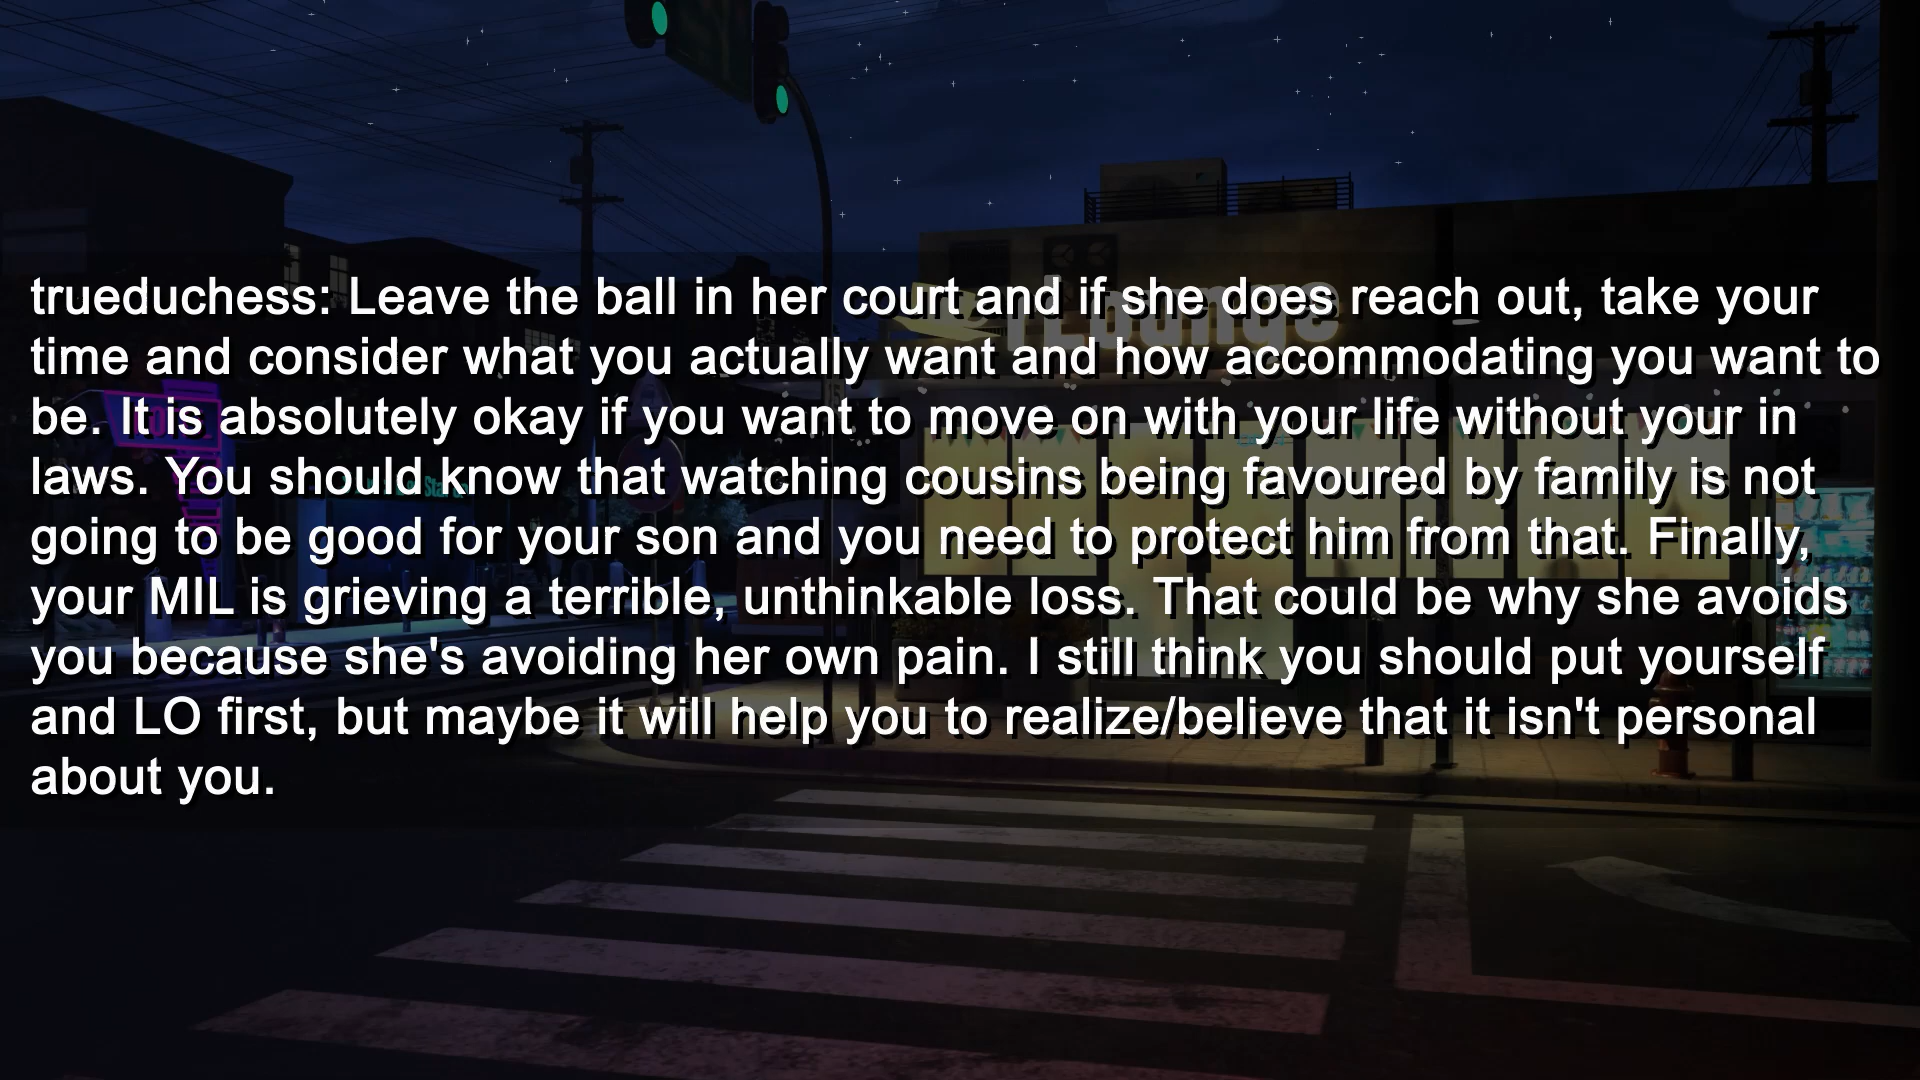 trueduchess: Leave the ball in her court and if she does reach out, take your
time and consider what you actually want and how accommodating you want to
be. It is absolutely okay if you want to move on with your life without your in
laws. You should know that watching cousins being favoured by family is not
going to be good for your son and you need to protect him from that. Finally,
your MIL is grieving a terrible, unthinkable loss. That could be why she avoids
you because she's avoiding her own pain. I still think you should put yourself
and LO first, but maybe it will help you to realize/believe that it isn't personal
about you.
Lounge